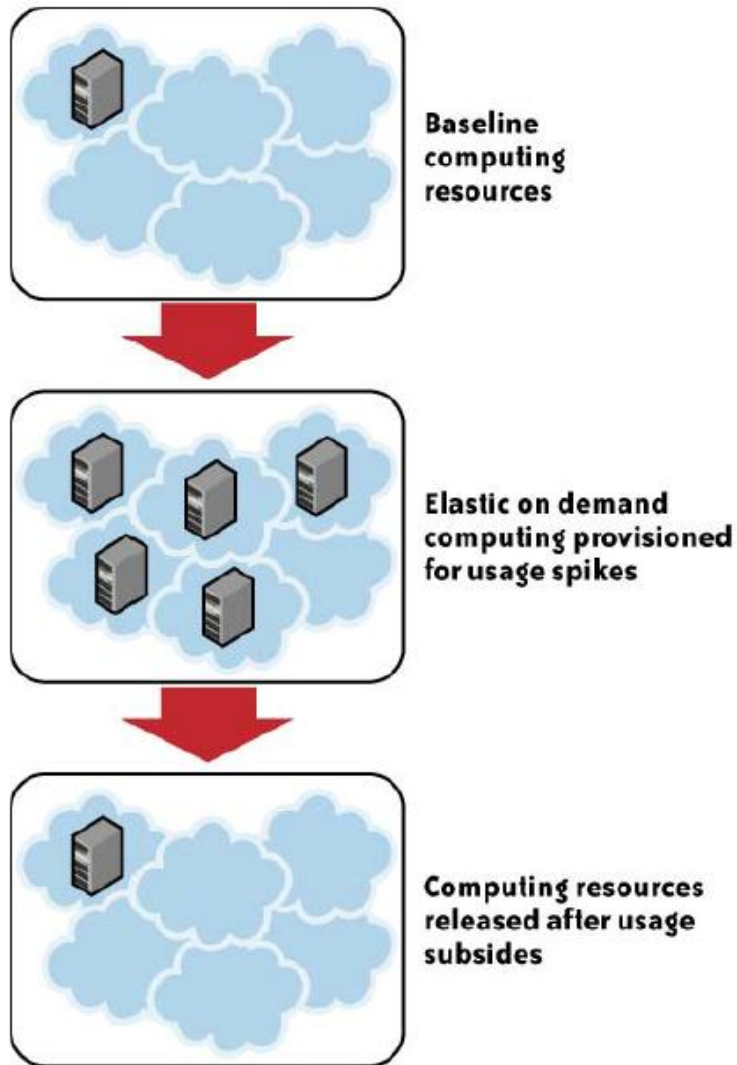 Baseline
computing
resources
Elastic on demand
computing provisioned
for usage spikes
Computing resources
released after usage
subsides